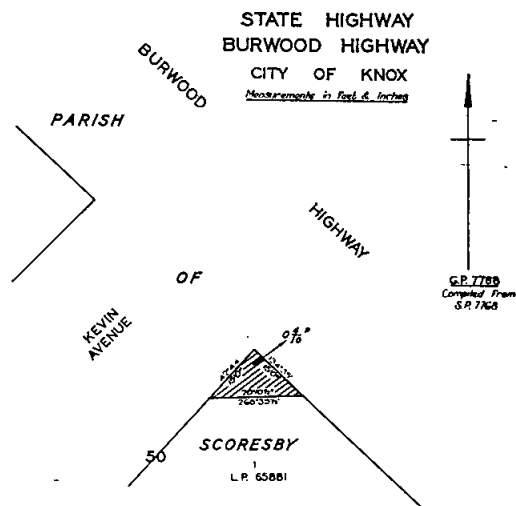 STATE HIGHWAY
BURWOOD HIGHWAY
CITY OF KNOX
Measurements in Feet & Inches
BURWOOD
PARISH
HIGHWAY
OF
G.P. 7788
Compiled From
S.P. 7768
KEVIN
AVENUE
50
SCORESBY
1
L.P. 65881